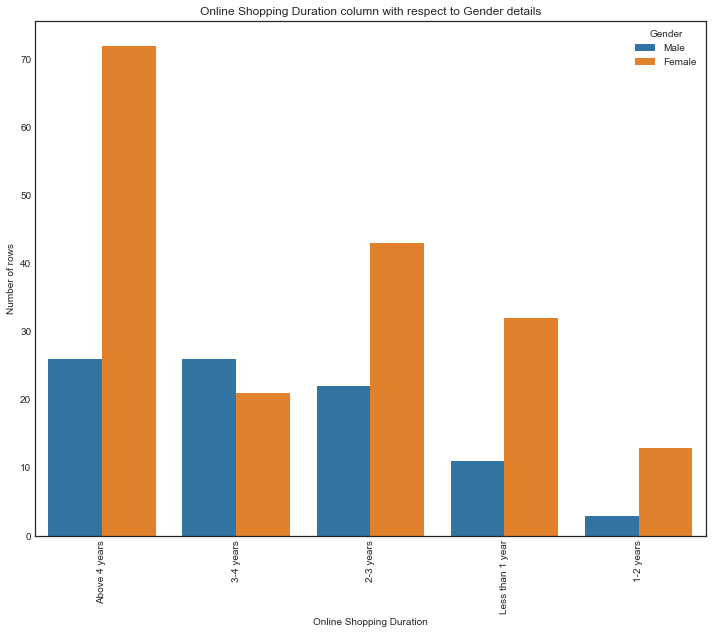 Online Shopping Duration column with respect to Gender details
Gender
Male
Female
Number of rows
70
60
50
40
30
20
10
0
Above 4 years
3-4 years
2-3 years
Less than 1 year
1-2 years
Online Shopping Duration